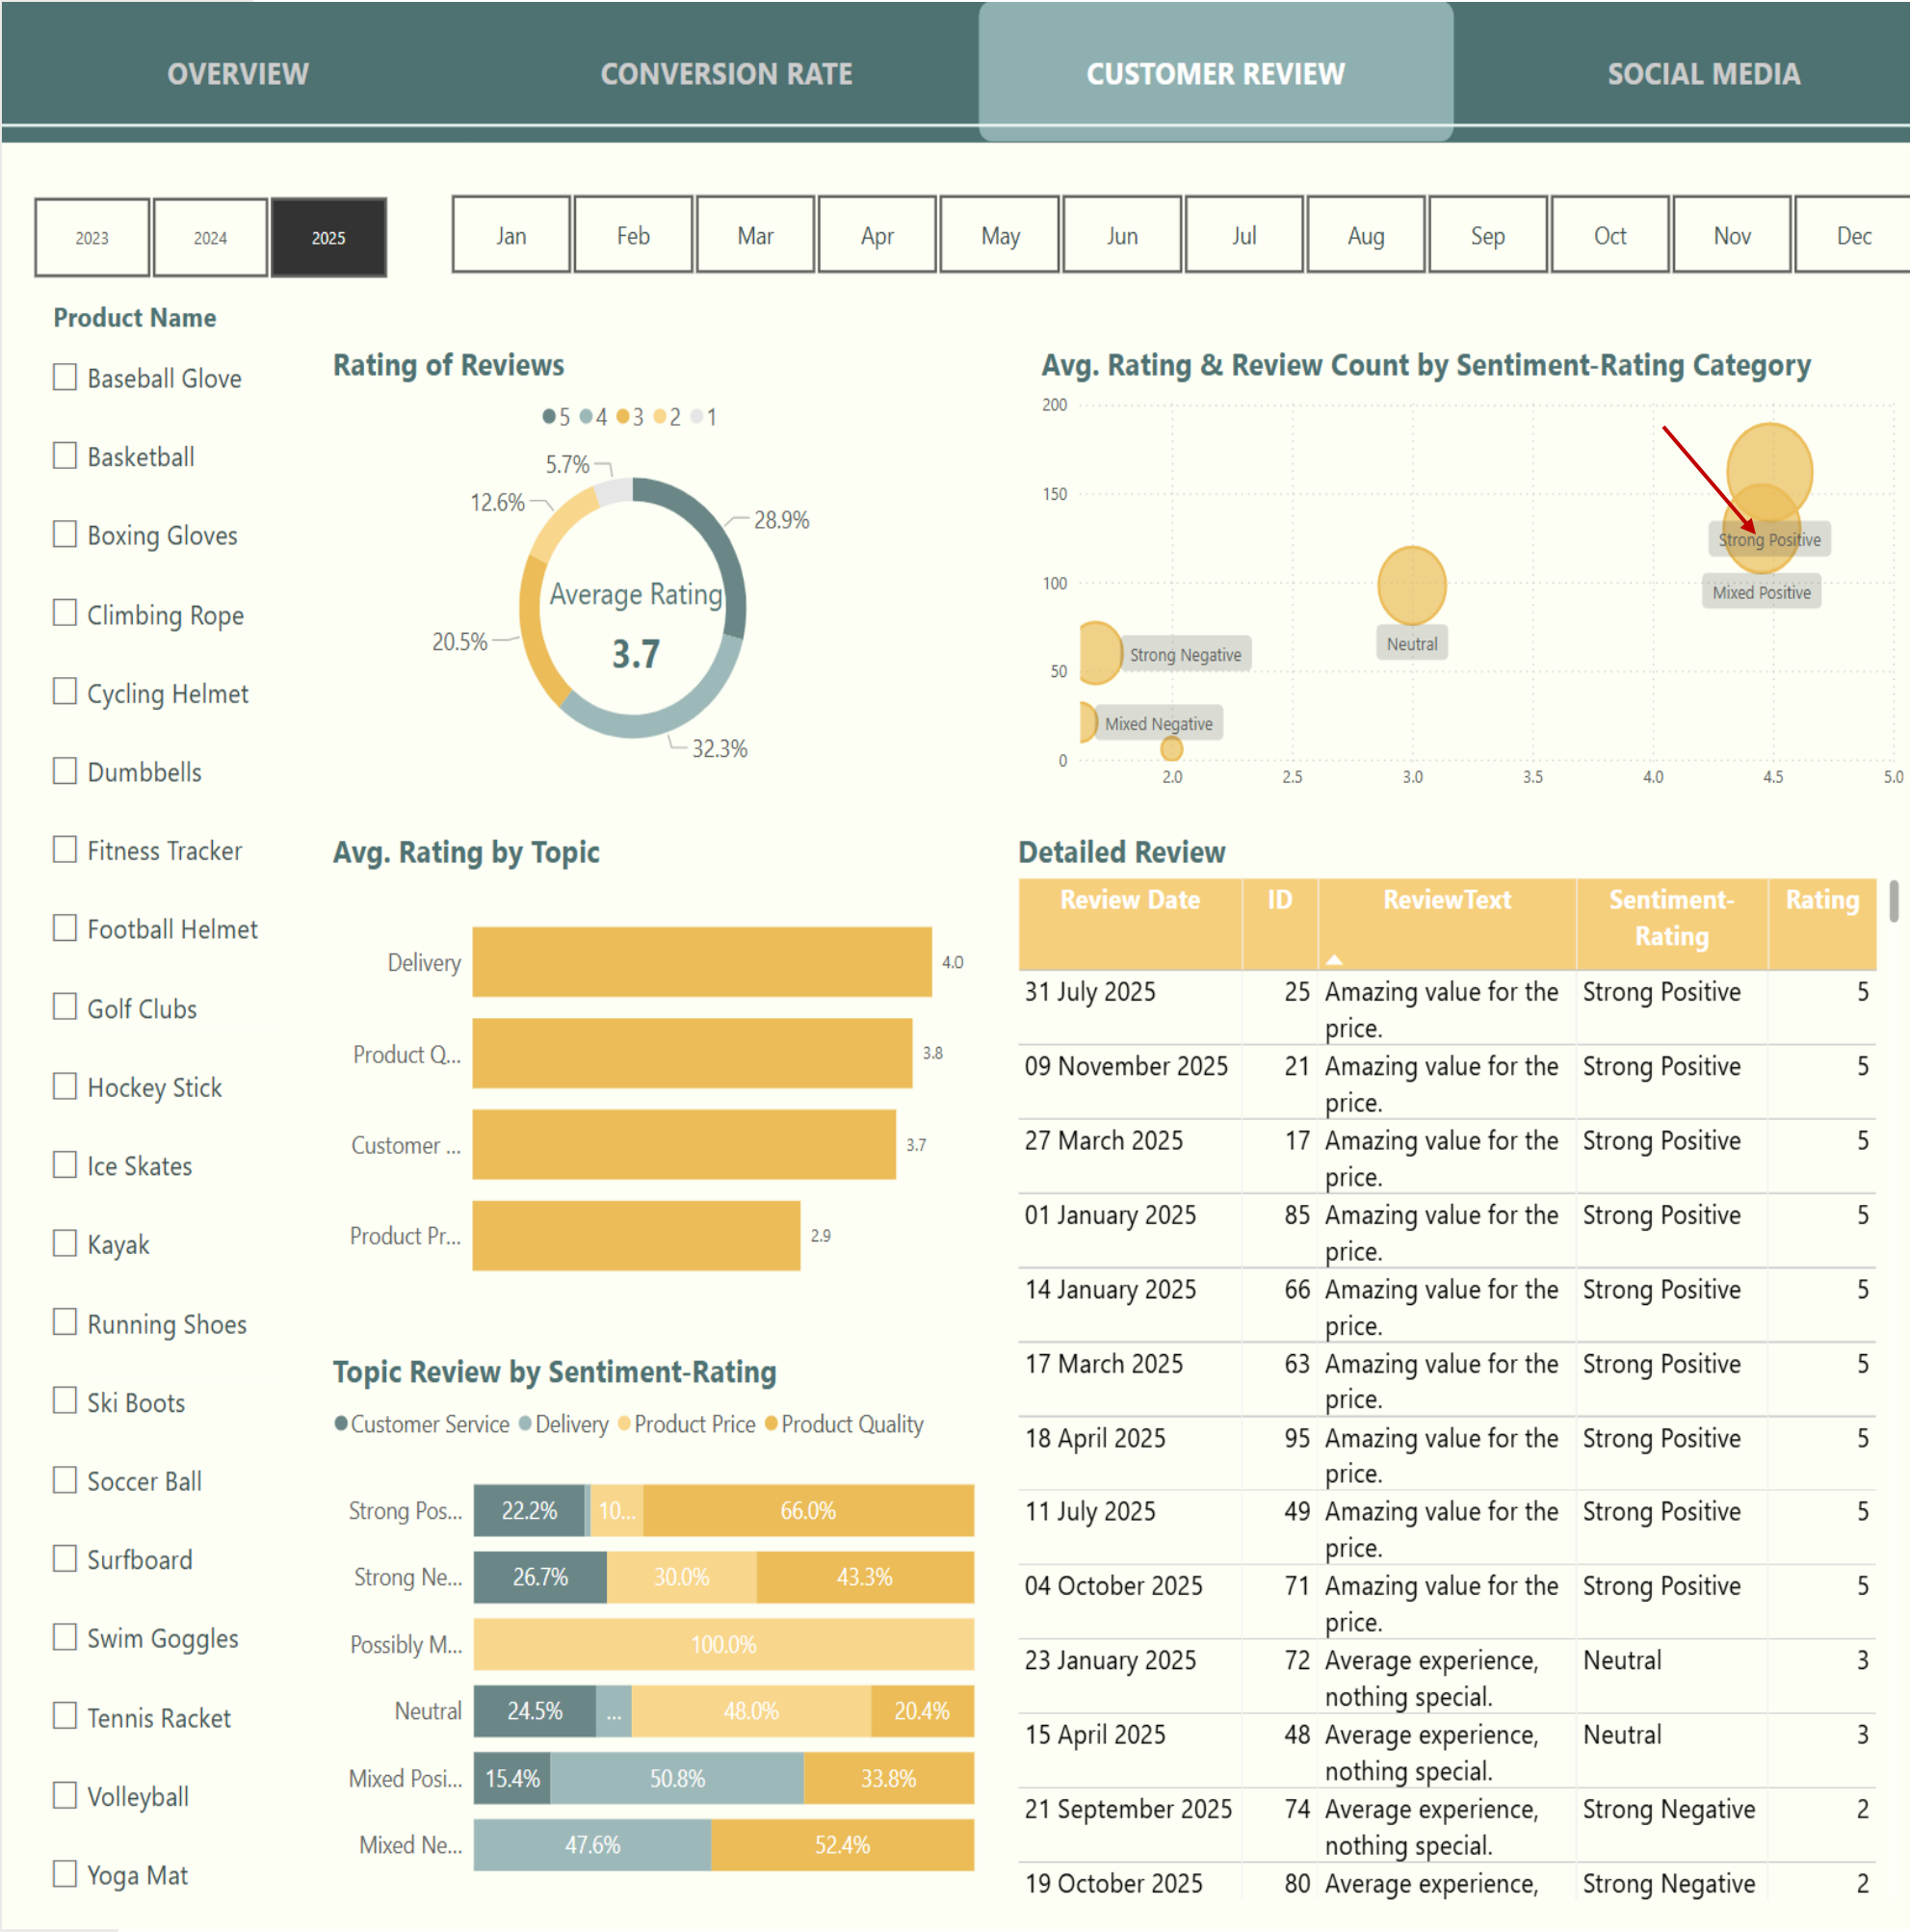 OVERVIEW
CONVERSION RATE
CUSTOMER REVIEW
SOCIAL MEDIA
2023
2024
2025
Jan
Feb
Mar
Apr
May
Jun
Jul
Aug
Sep
Oct
Nov
Dec
Product Name
Baseball Glove
Basketball
Boxing Gloves
Climbing Rope
Cycling Helmet
Dumbbells
Fitness Tracker
Football Helmet
Golf Clubs
Hockey Stick
Ice Skates
Kayak
Running Shoes
Ski Boots
Soccer Ball
Surfboard
Swim Goggles
Tennis Racket
Volleyball
Yoga Mat
Rating of Reviews
5 4 3 2 1
5.7%
12.6%
28.9%
20.5%
32.3%
Average Rating
3.7
Avg. Rating & Review Count by Sentiment-Rating Category
200
150
100
50
0
Strong Positive
Mixed Positive
Neutral
Strong Negative
Mixed Negative
2.0 2.5 3.0 3.5 4.0 4.5 5.0
Avg. Rating by Topic
Delivery 4.0
Product Q... 3.8
Customer ... 3.7
Product Pr... 2.9
Topic Review by Sentiment-Rating
Customer Service Delivery Product Price Product Quality
Strong Pos... 22.2% 10... 66.0%
Strong Ne... 26.7% 30.0% 43.3%
Possibly M... 100.0%
Neutral 24.5% ... 48.0% 20.4%
Mixed Posi... 15.4% 50.8% 33.8%
Mixed Ne... 47.6% 52.4%
Detailed Review
Review Date ID ReviewText Sentiment-
Rating Rating
31 July 2025 25 Amazing value for the Strong Positive 5
price.
09 November 2025 21 Amazing value for the Strong Positive 5
price.
27 March 2025 17 Amazing value for the Strong Positive 5
price.
01 January 2025 85 Amazing value for the Strong Positive 5
price.
14 January 2025 66 Amazing value for the Strong Positive 5
price.
17 March 2025 63 Amazing value for the Strong Positive 5
price.
18 April 2025 95 Amazing value for the Strong Positive 5
price.
11 July 2025 49 Amazing value for the Strong Positive 5
price.
04 October 2025 71 Amazing value for the Strong Positive 5
price.
23 January 2025 72 Average experience, Neutral 3
nothing special.
15 April 2025 48 Average experience, Neutral 3
nothing special.
21 September 2025 74 Average experience, Strong Negative 2
nothing special.
19 October 2025 80 Average experience, Strong Negative 2